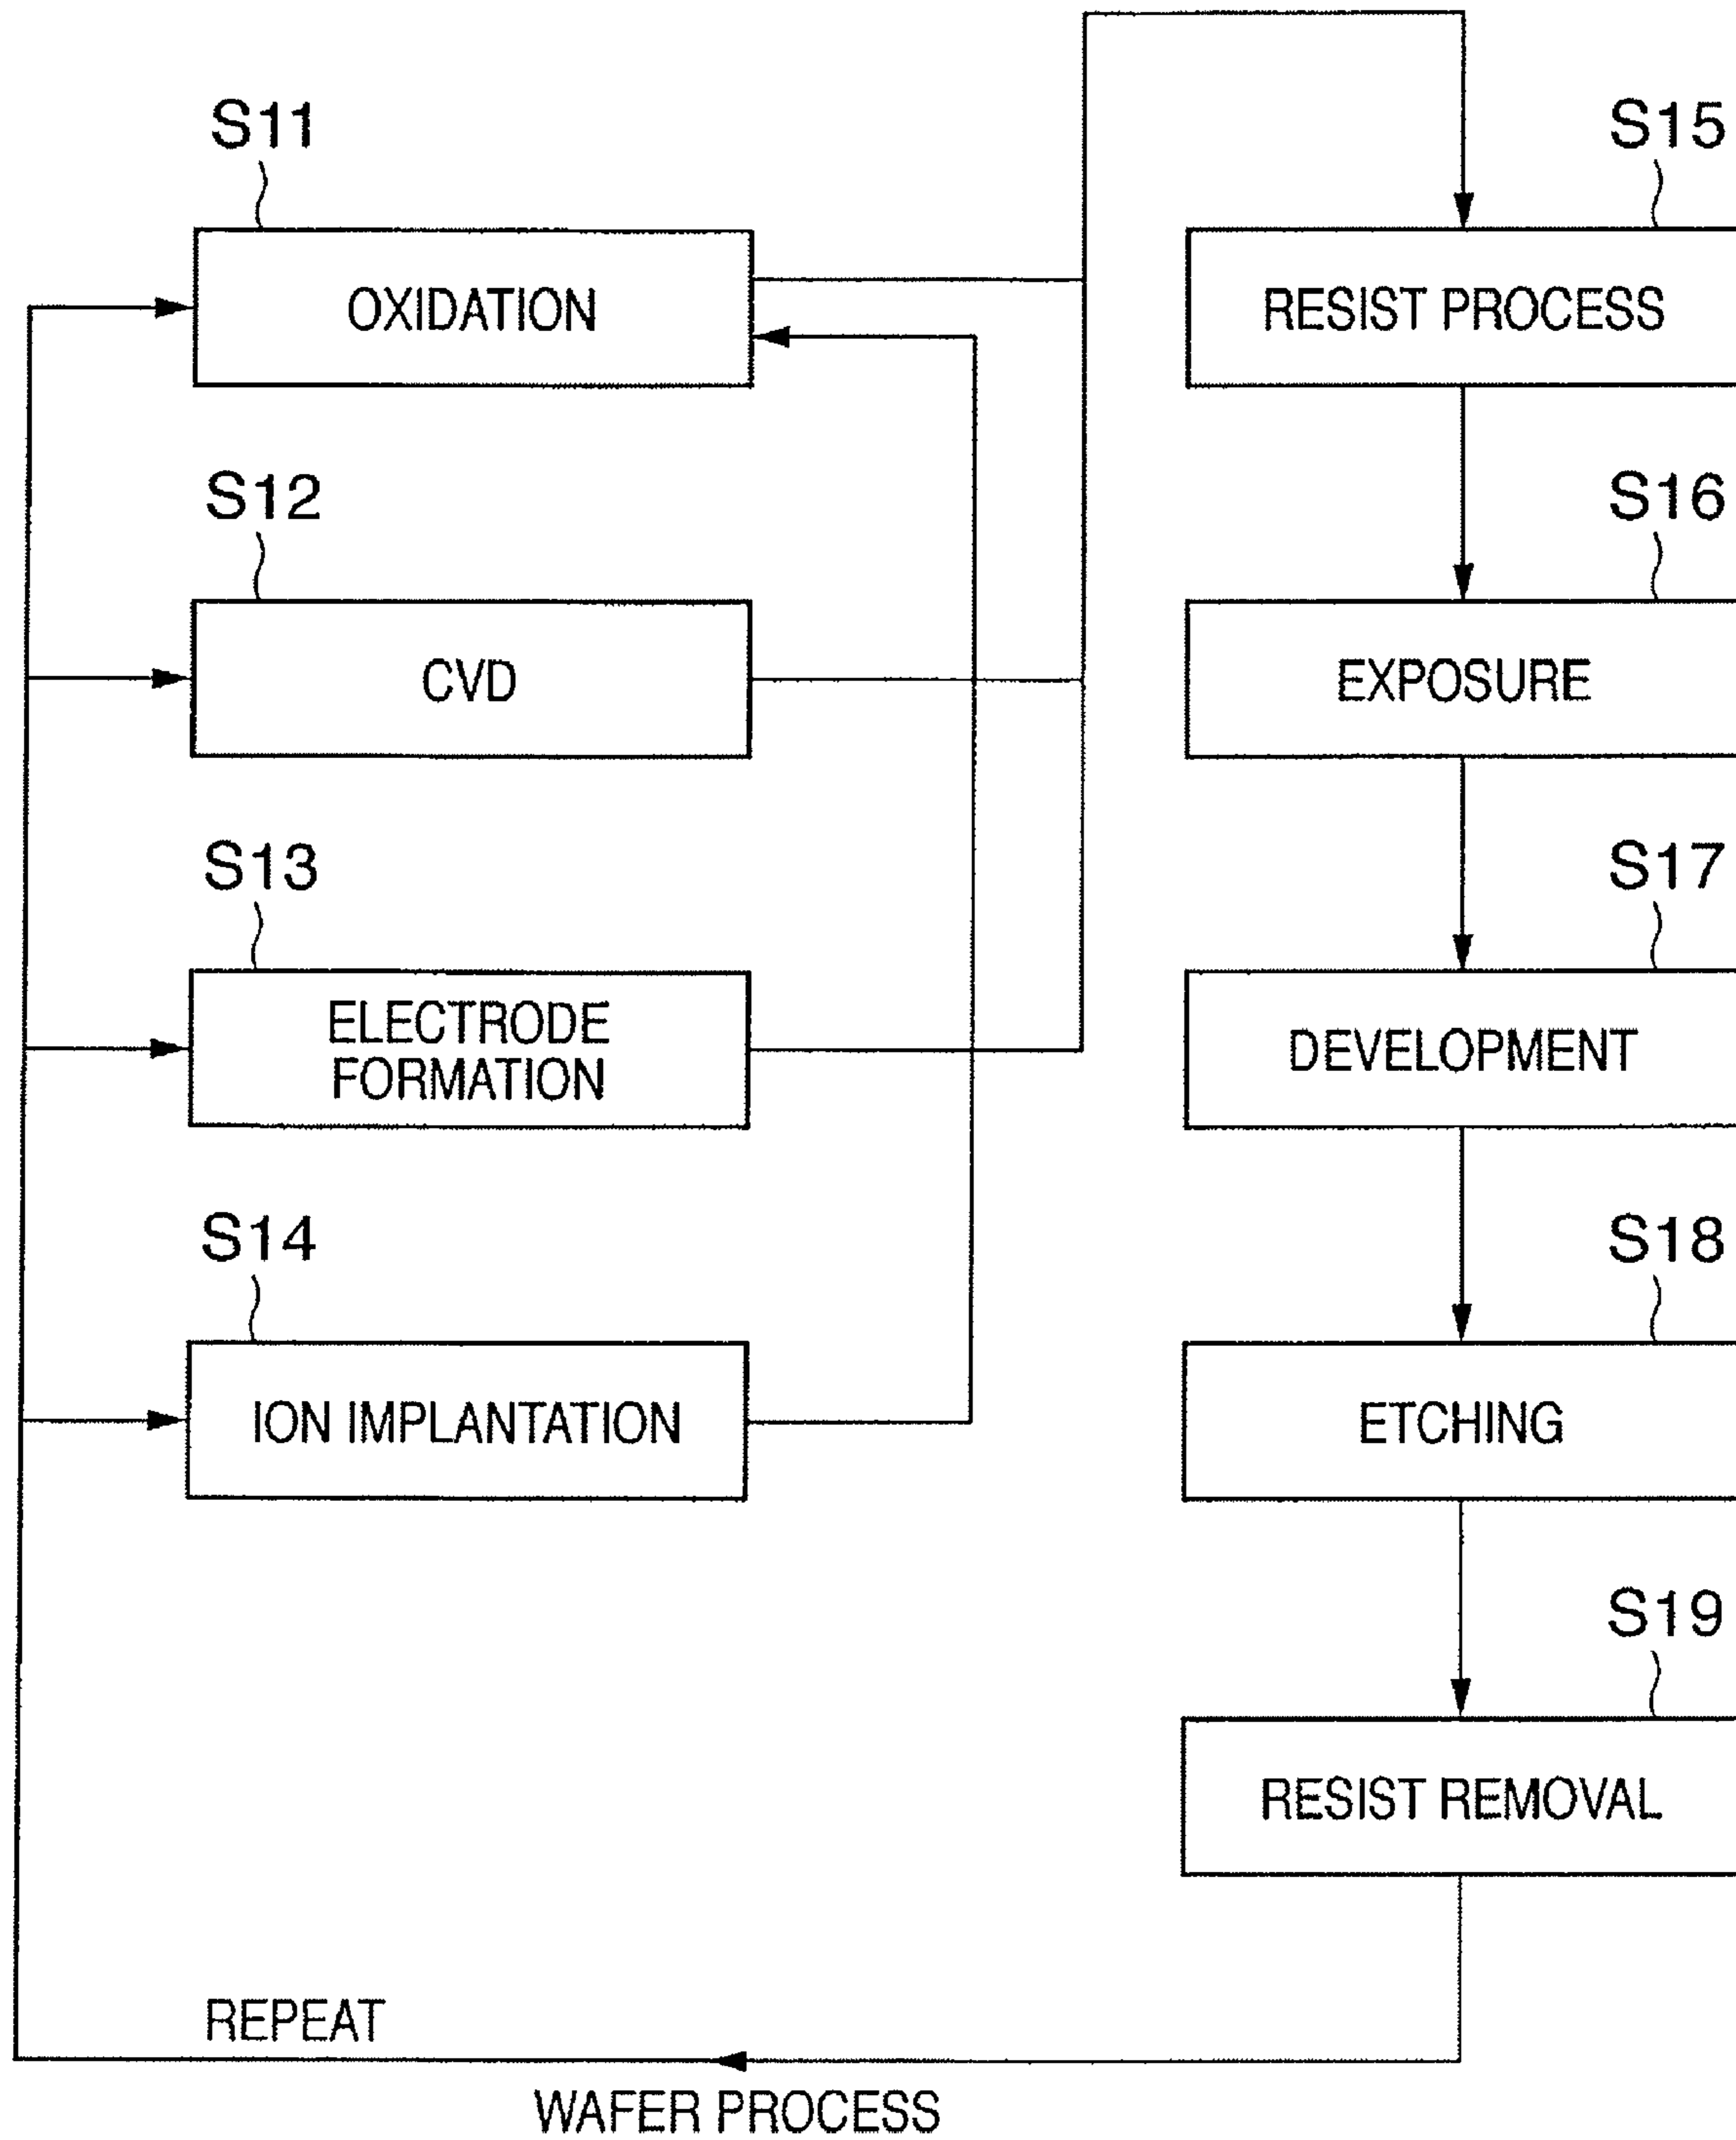 S11
OXIDATION
S12
CVD
S13
ELECTRODE
FORMATION
S14
ION IMPLANTATION
S15
RESIST PROCESS
S16
EXPOSURE
S17
DEVELOPMENT
S18
ETCHING
S19
RESIST REMOVAL
REPEAT
WAFER PROCESS